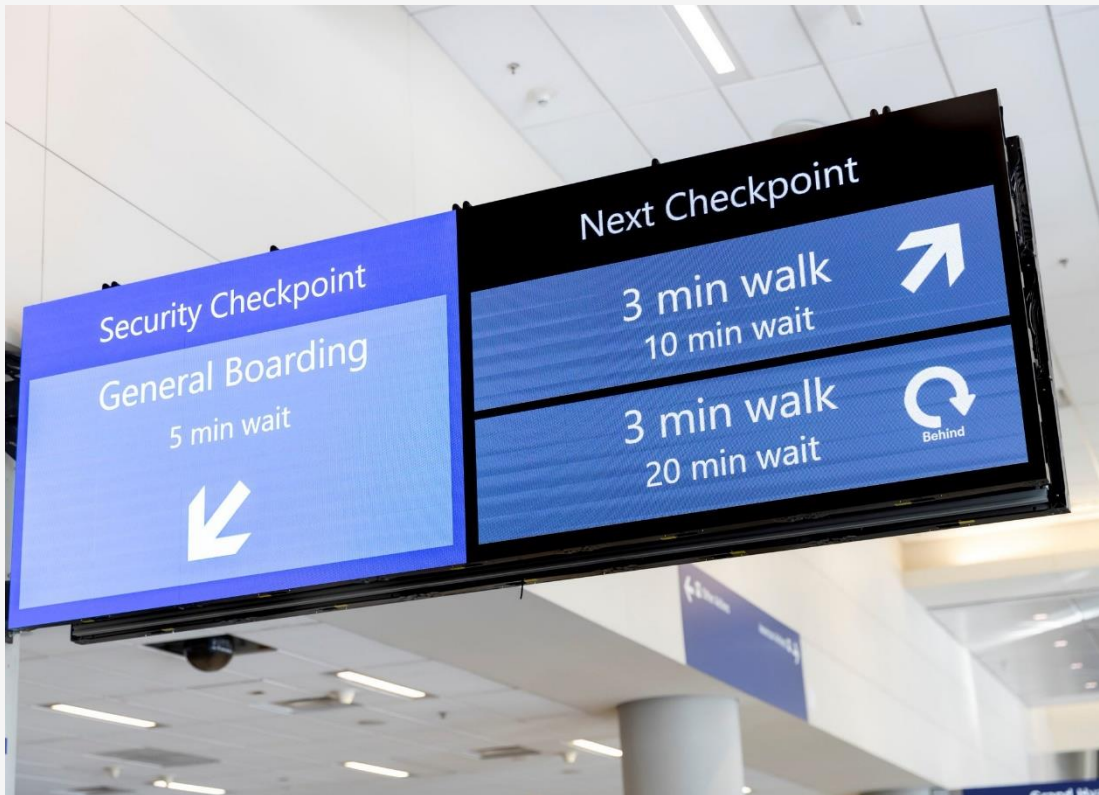 Security Checkpoint
General Boarding
5 min wait
Next Checkpoint
3 min walk
10 min wait
3 min walk
20 min wait
Behind